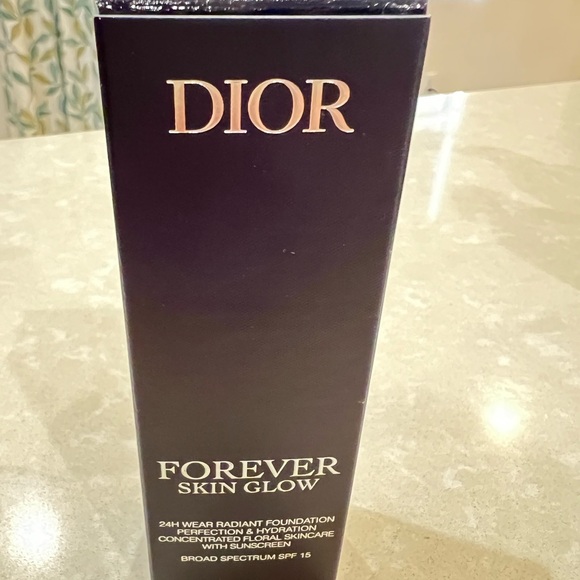 DIOR
FOREVER
SKIN GLOW
24H WEAR RADIANT FOUNDATION
PERFECTION & HYDRATION
CONCENTRATED FLORAL SKINCARE
WITH SUNSCREEN
BROAD SPECTRUM SPF 15